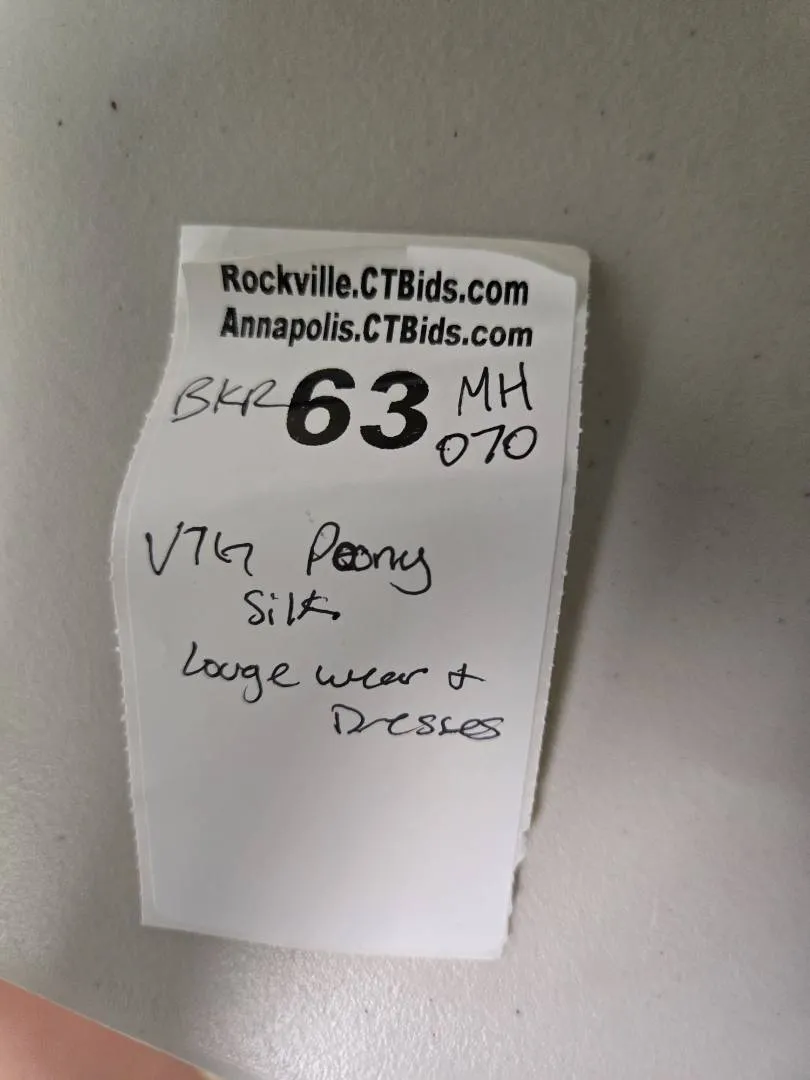 Rockville.CTBids.com
Annapolis.CTBids.com
BKR 63 MH
070
VTG Peony
Silk
Louge wear +
Dresses